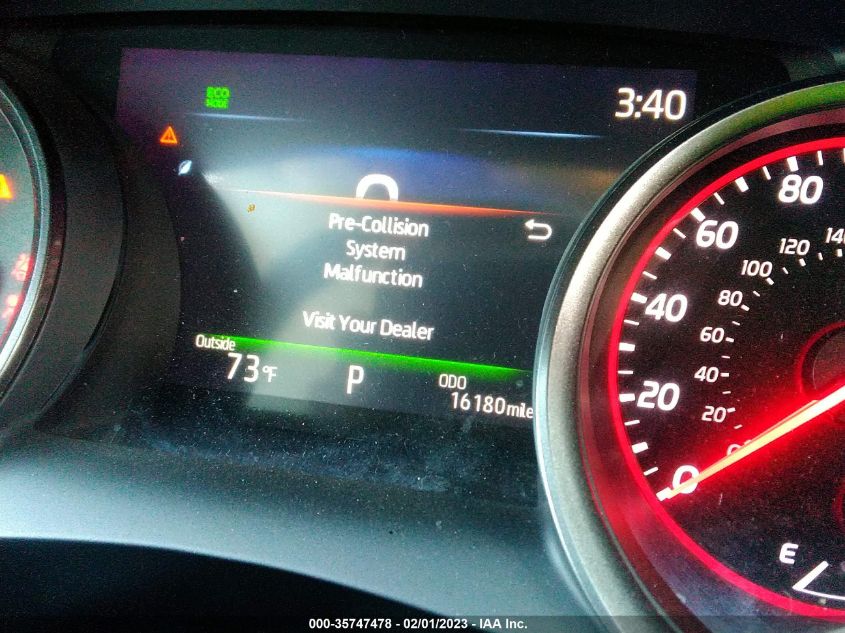 ECO
MODE
3:40
0
Pre-Collision
System
Malfunction
Visit Your Dealer
Outside
73°F
P
ODO
16180 mile
80
60
40
20
0
120
100
80
60
40
20
E
000-35747478 - 02/01/2023 - IAA Inc.